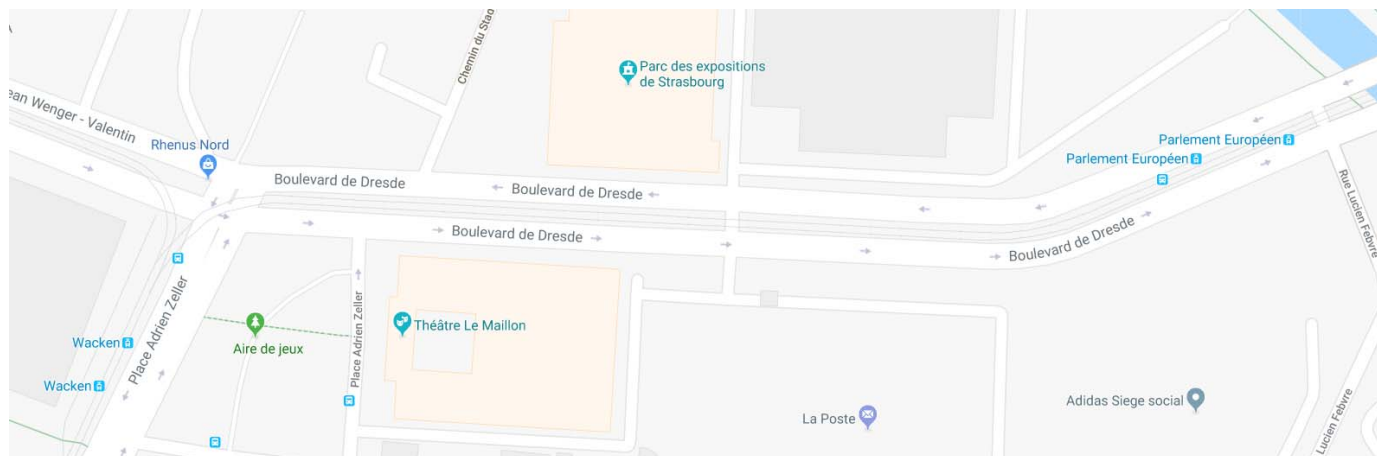 Chemin du Stad
Parc des expositions
de Strasbourg
ean Wenger - Valentin
Rhenus Nord
Parlement Européen
Parlement Européen
Boulevard de Dresde
Boulevard de Dresde
Rue Lucien Febvre
Boulevard de Dresde
Boulevard de Dresde
Place Adrien Zeller
Place Adrien Zeller
Théâtre Le Maillon
Wacken
Aire de jeux
Wacken
Adidas Siege social
La Poste
Lucien Febvre